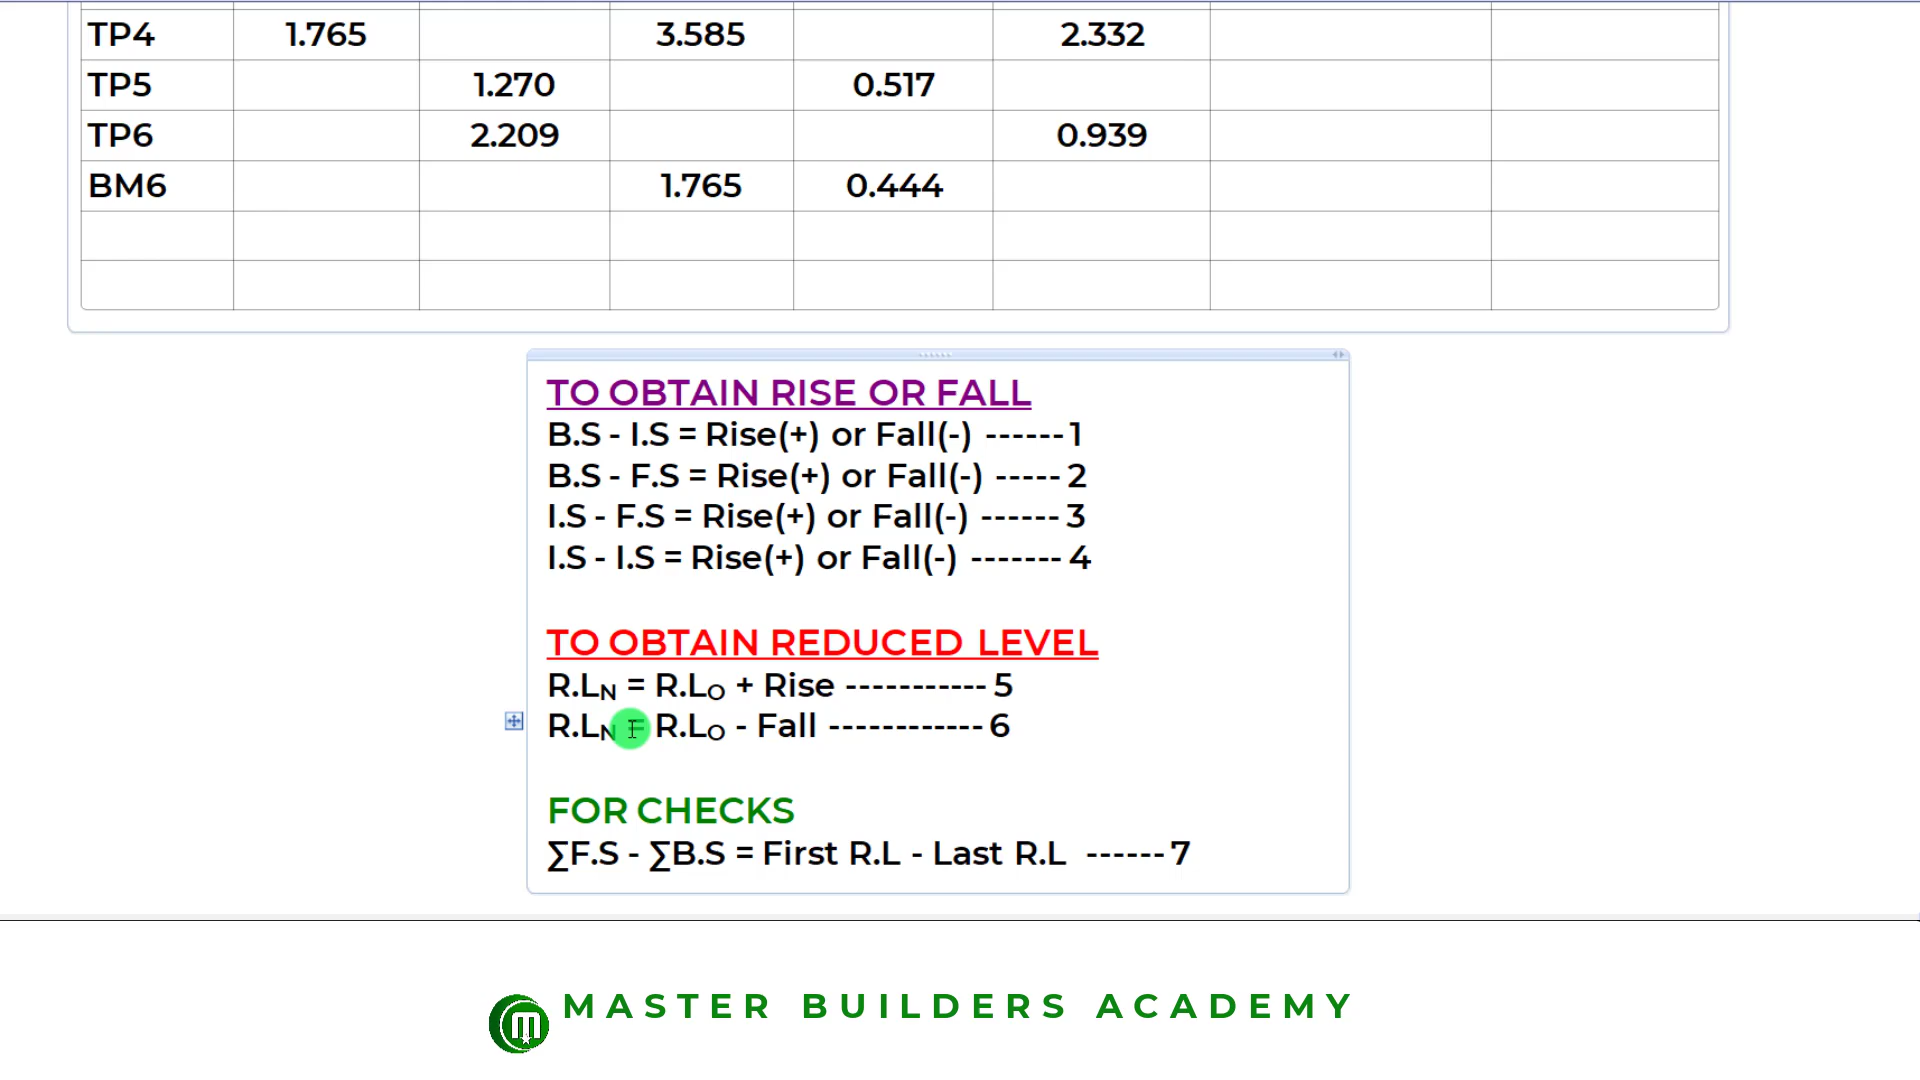 TP4 1.765 3.585 2.332
TP5 1.270 0.517
TP6 2.209 0.939
BM6 1.765 0.444
TO OBTAIN RISE OR FALL
B.S - I.S = Rise(+) or Fall(-) ------1
B.S - F.S = Rise(+) or Fall(-) ----- 2
I.S - F.S = Rise(+) or Fall(-) ------ 3
I.S - I.S = Rise(+) or Fall(-) ------- 4
TO OBTAIN REDUCED LEVEL
R.LN = R.LO + Rise ----------- 5
R.LN = R.LO - Fall ------------ 6
FOR CHECKS
∑F.S - ∑B.S = First R.L - Last R.L ------ 7
MASTER BUILDERS ACADEMY